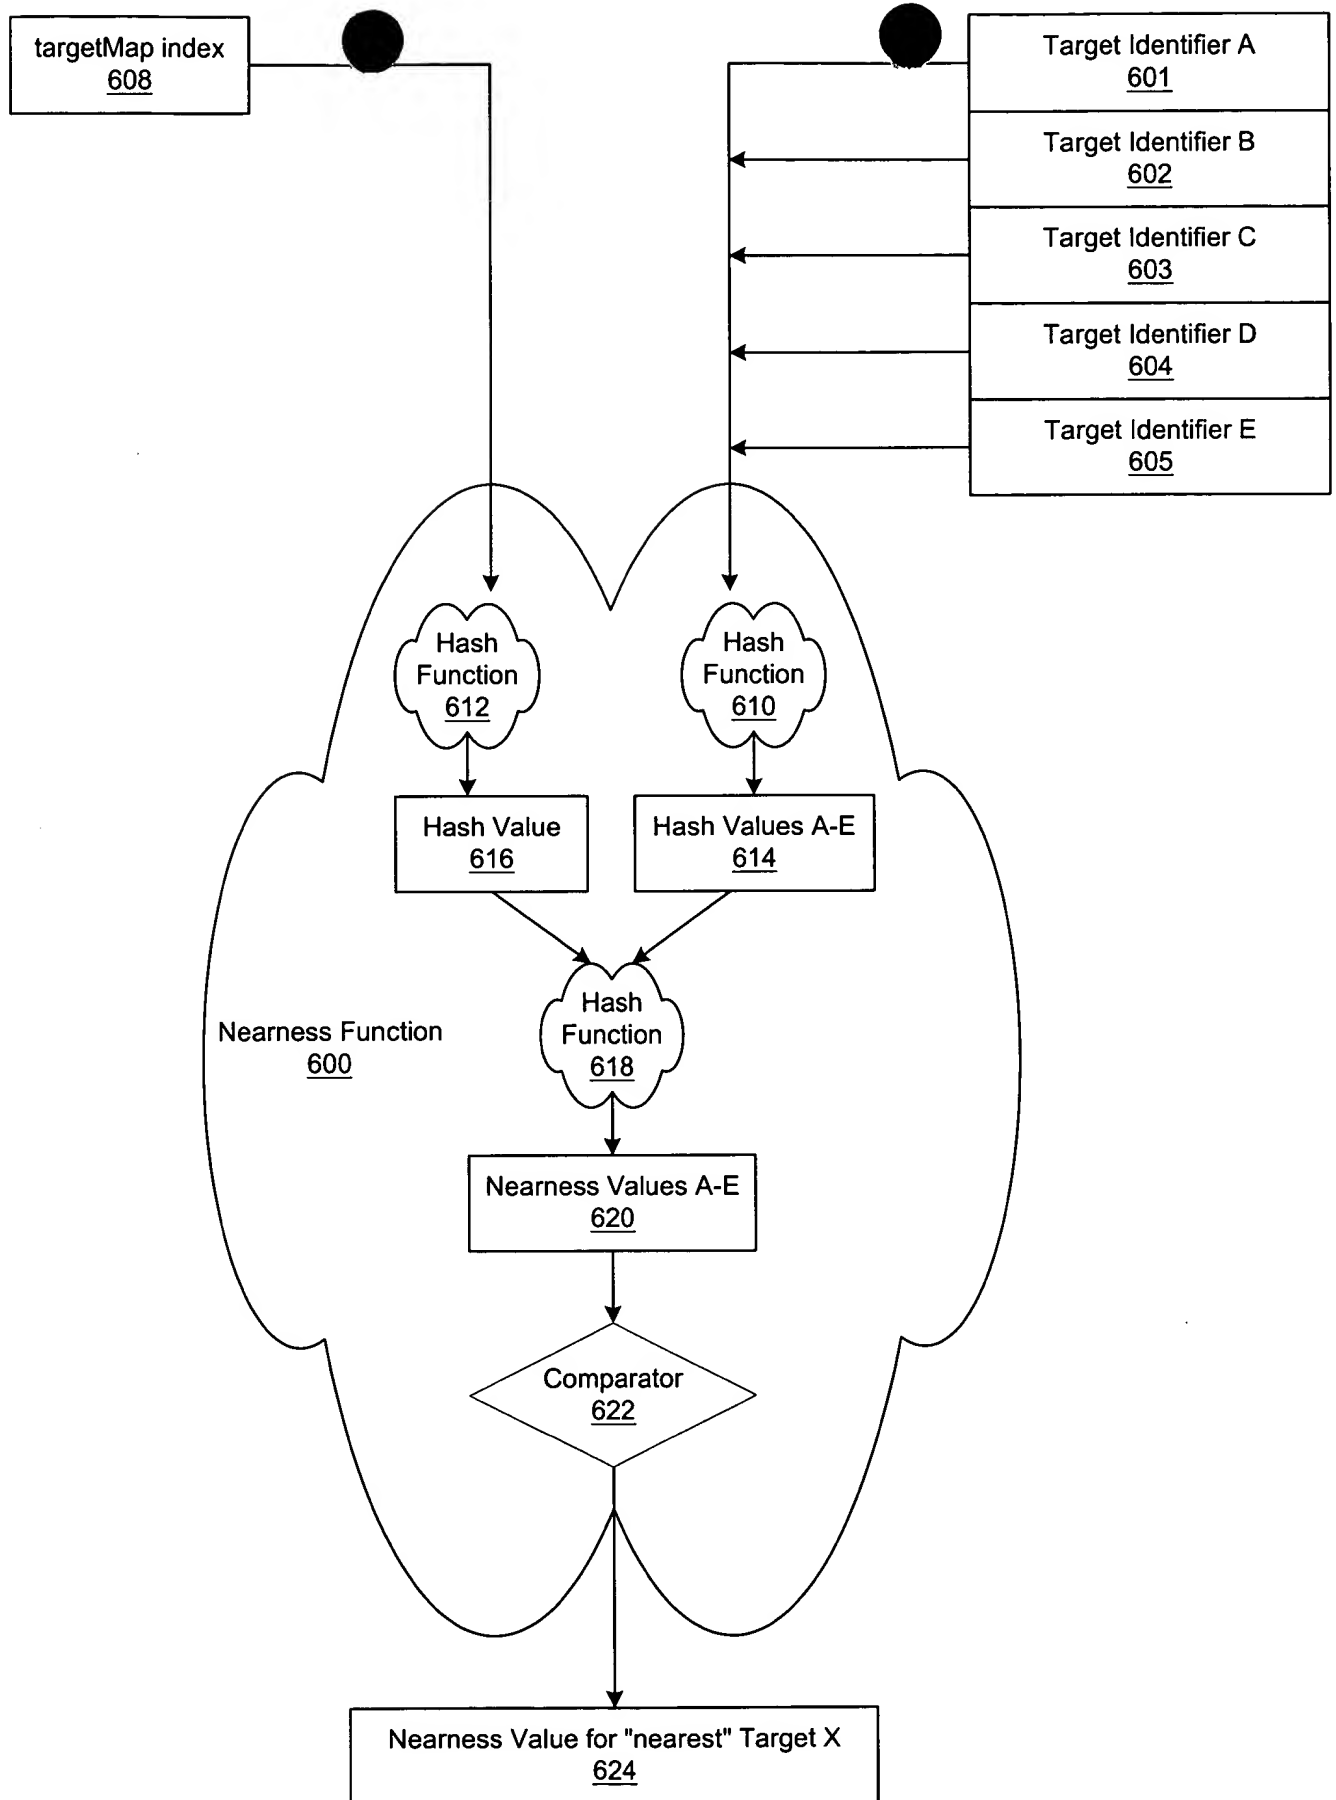 targetMap index
608
Target Identifier A
601
Target Identifier B
602
Target Identifier C
603
Target Identifier D
604
Target Identifier E
605
Hash
Function
612
Hash
Function
610
Hash Value
616
Hash Values A-E
614
Nearness Function
600
Hash
Function
618
Nearness Values A-E
620
Comparator
622
Nearness Value for "nearest" Target X
624